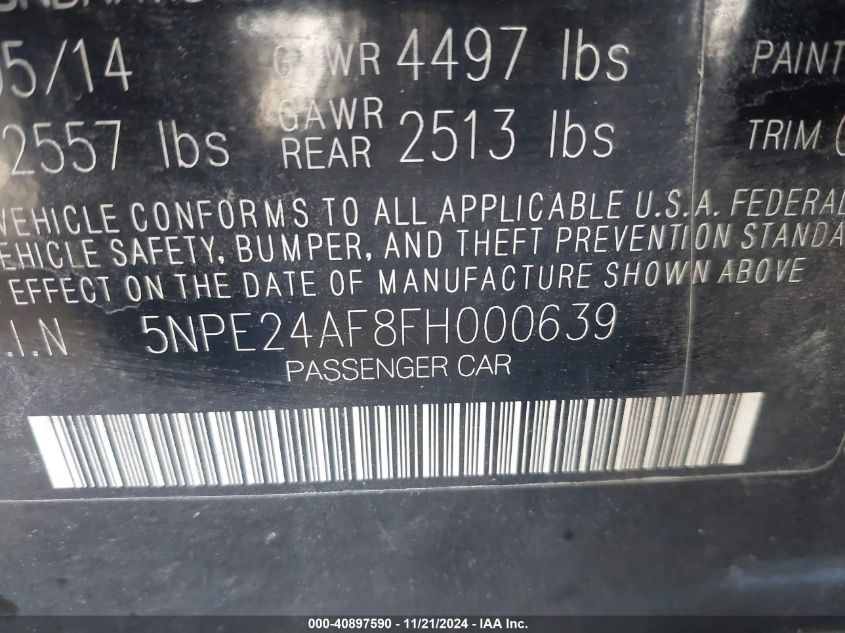 05/14 GVWR 4497 lbs PAINT
2557 lbs GAWR REAR 2513 lbs TRIM
VEHICLE CONFORMS TO ALL APPLICABLE U.S.A. FEDERAL
VEHICLE SAFETY, BUMPER, AND THEFT PREVENTION STANDA
EFFECT ON THE DATE OF MANUFACTURE SHOWN ABOVE
.I.N 5NPE24AF8FH000639
PASSENGER CAR
000-40897590 - 11/21/2024 - IAA Inc.